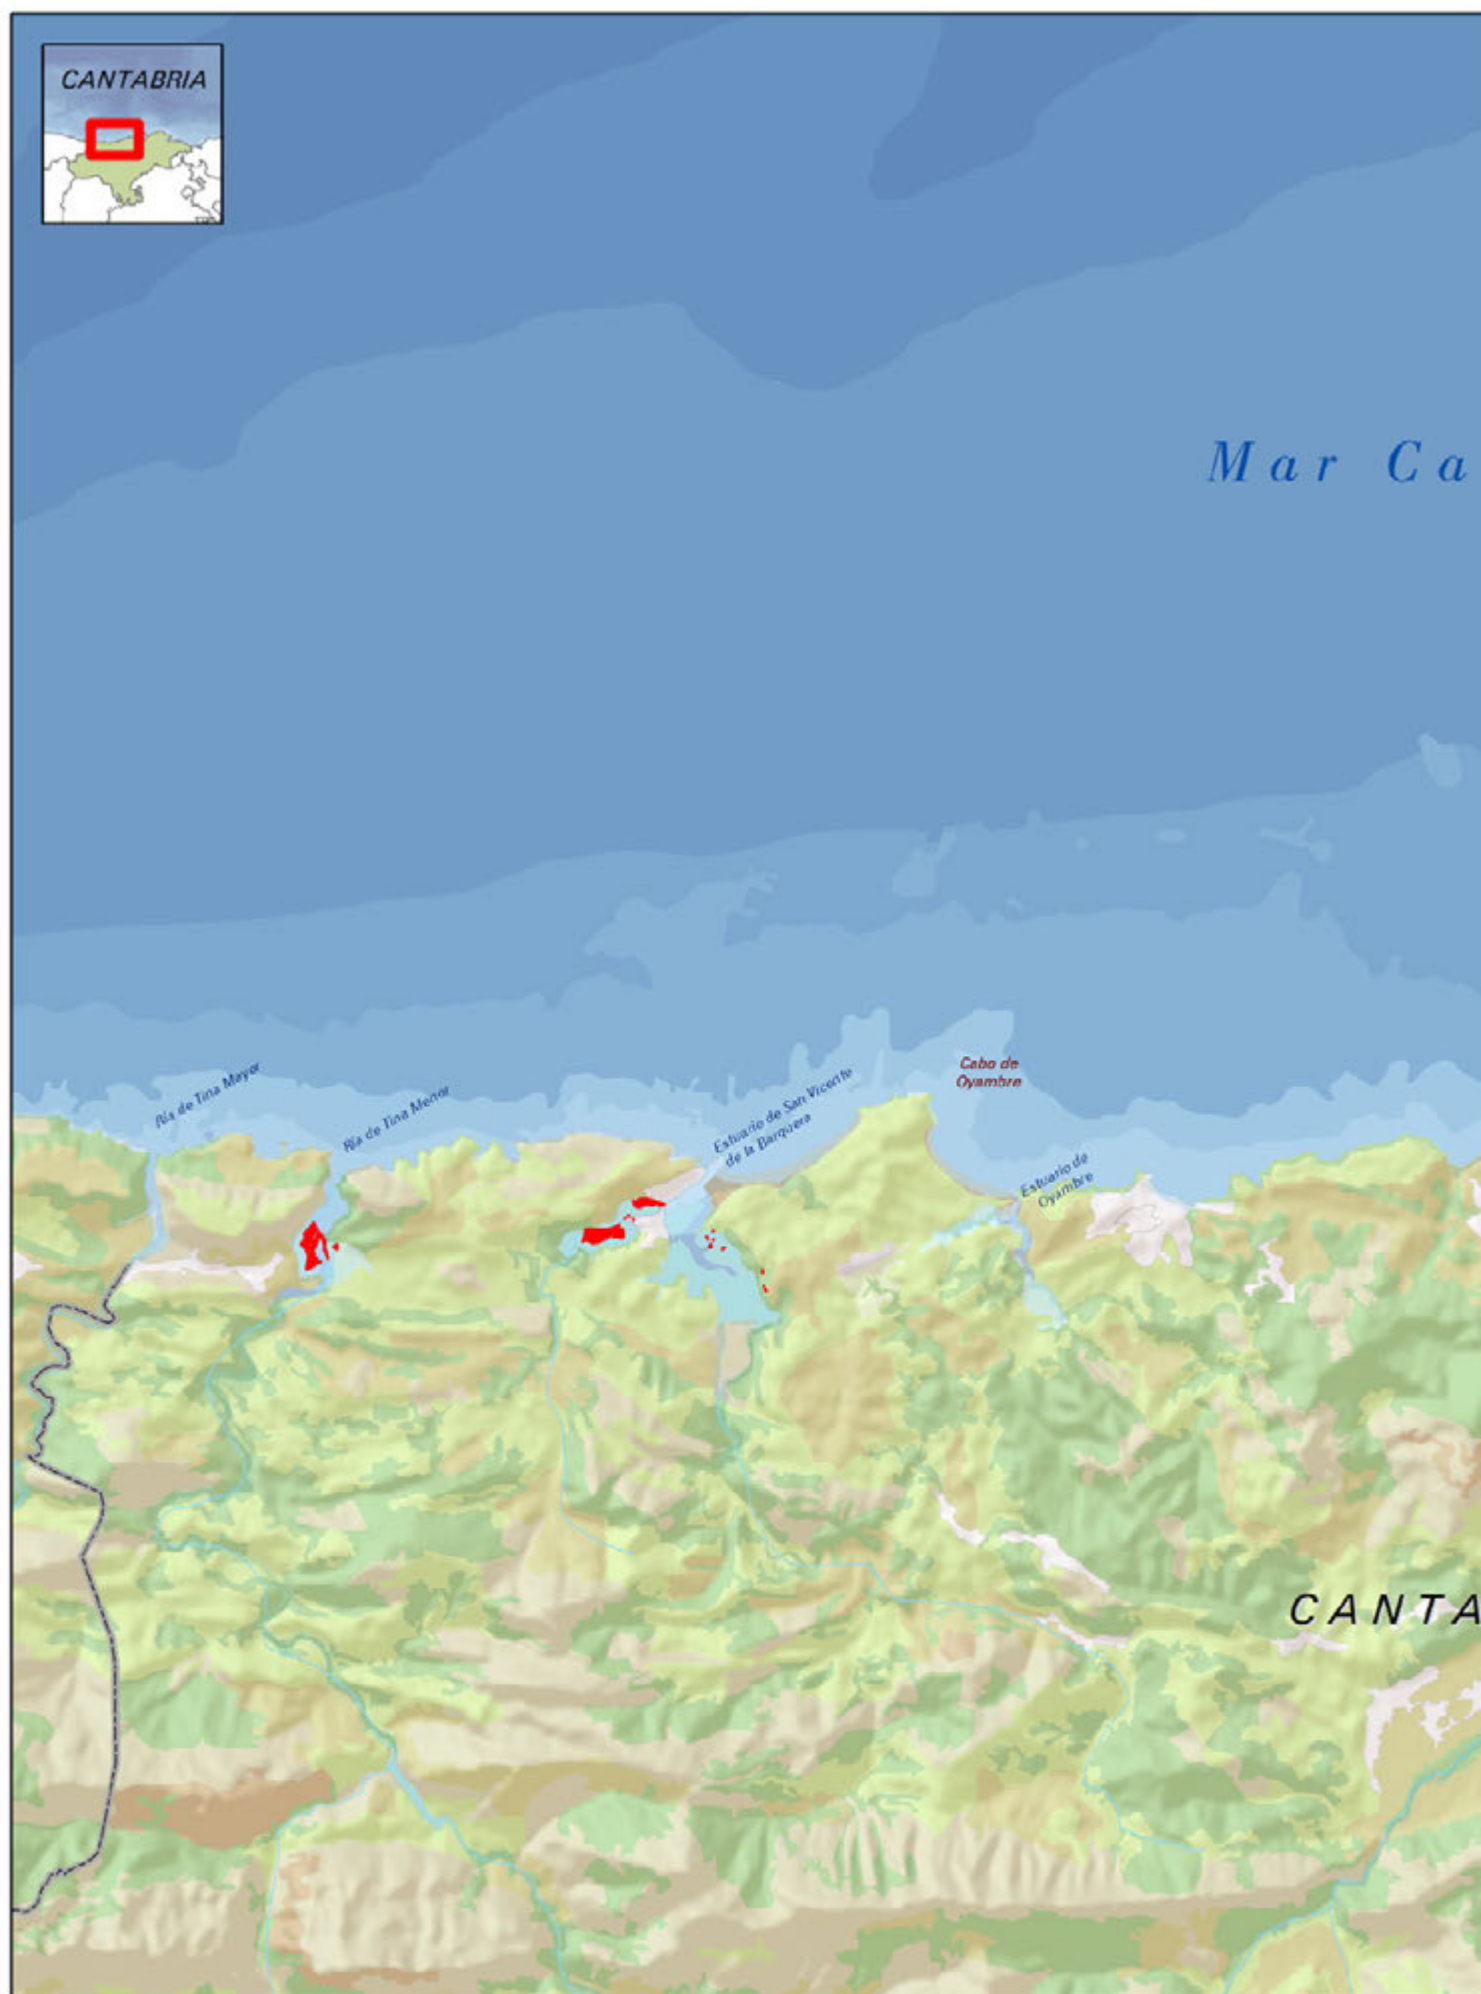 CANTABRIA
Mar Ca
Cabo de
Oyambre
Ría de Tina Mayor
Ría de Tina Menor
Estuario de San Vicente
de la Barquera
Estuario de
Oyambre
CANTA